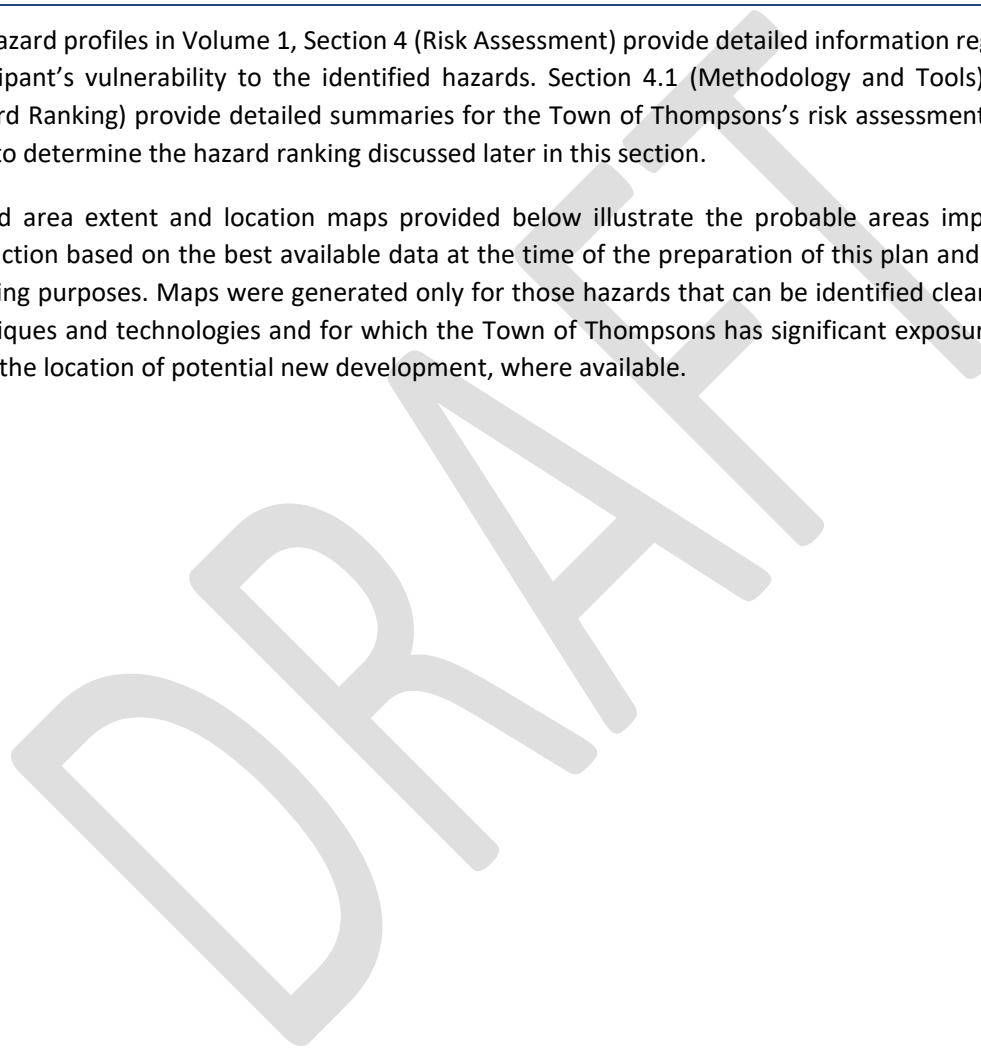 azard profiles in Volume 1, Section 4 (Risk Assessment) provide detailed information re
ipant's vulnerability to the identified hazards. Section 4.1 (Methodology and Tools)
rd Ranking) provide detailed summaries for the Town of Thompsons's risk assessment
to determine the hazard ranking discussed later in this section.
d area extent and location maps provided below illustrate the probable areas imp
ction based on the best available data at the time of the preparation of this plan and
ing purposes. Maps were generated only for those hazards that can be identified clear
iques and technologies and for which the Town of Thompsons has significant exposur
the location of potential new development, where available.
DRAFT